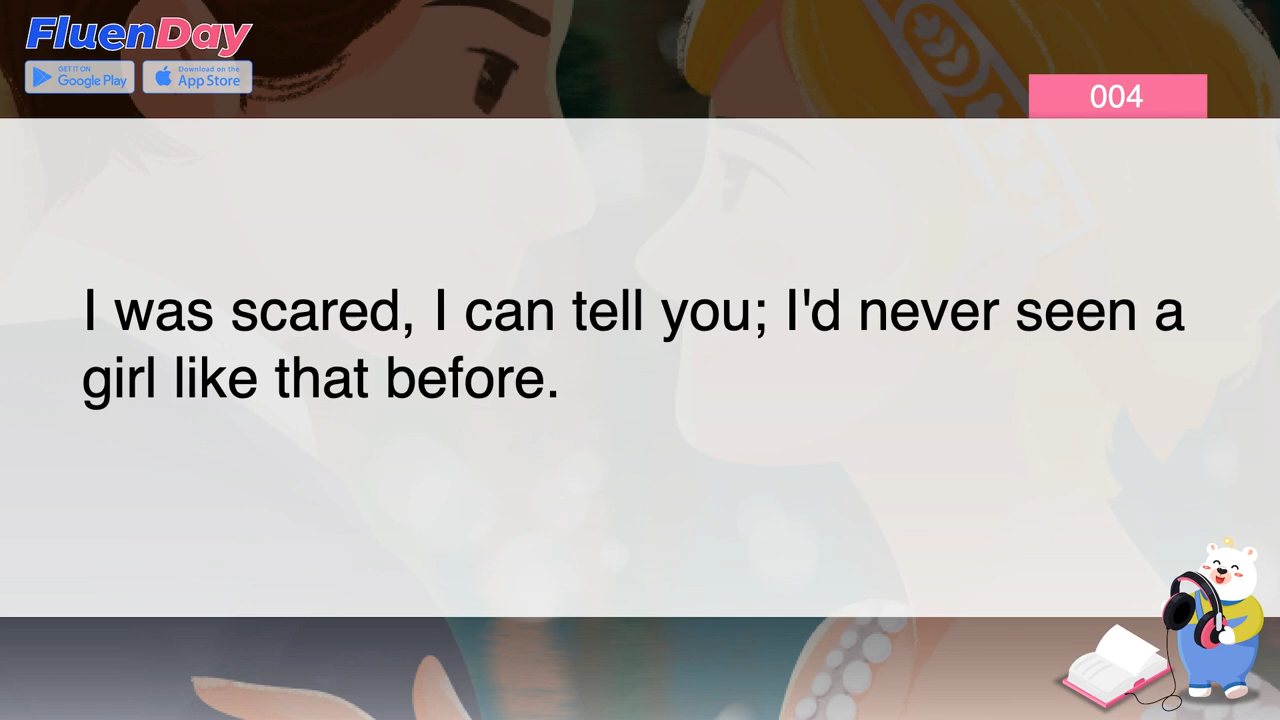 FluenDay
GET IT ON
Google Play
Download on the
App Store
004
I was scared, I can tell you; I'd never seen a
girl like that before.